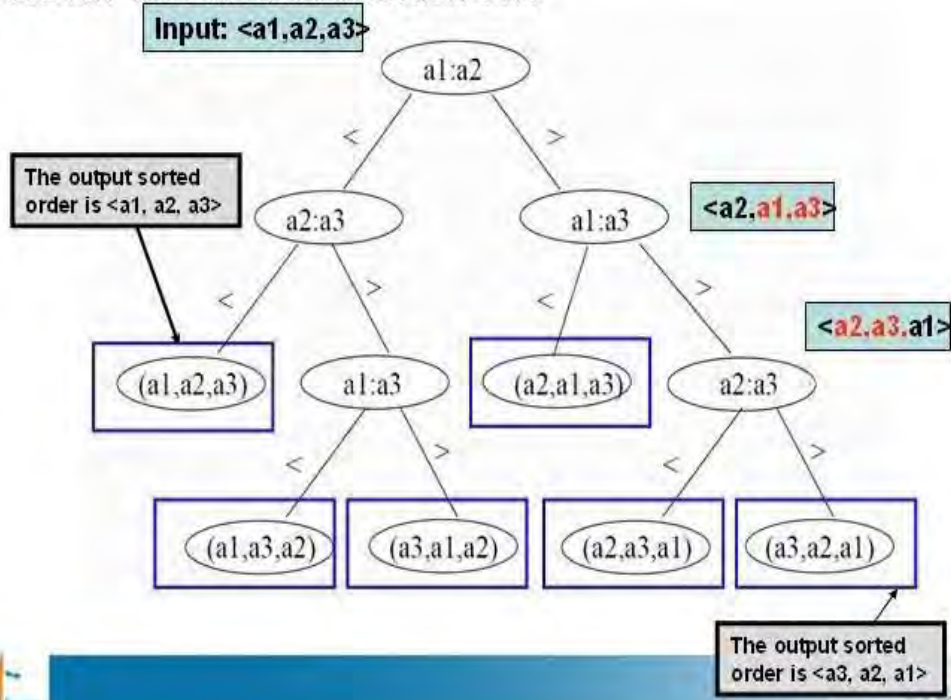 Input: <a1,a2,a3>
a1:a2
<
>
The output sorted
order is <a1, a2, a3>
a2:a3
a1:a3
<a2,a1,a3>
<
>
<
>
<a2,a3,a1>
(a1,a2,a3)
a1:a3
(a2,a1,a3)
a2:a3
<
>
<
>
(a1,a3,a2)
(a3,a1,a2)
(a2,a3,a1)
(a3,a2,a1)
The output sorted
order is <a3, a2, a1>